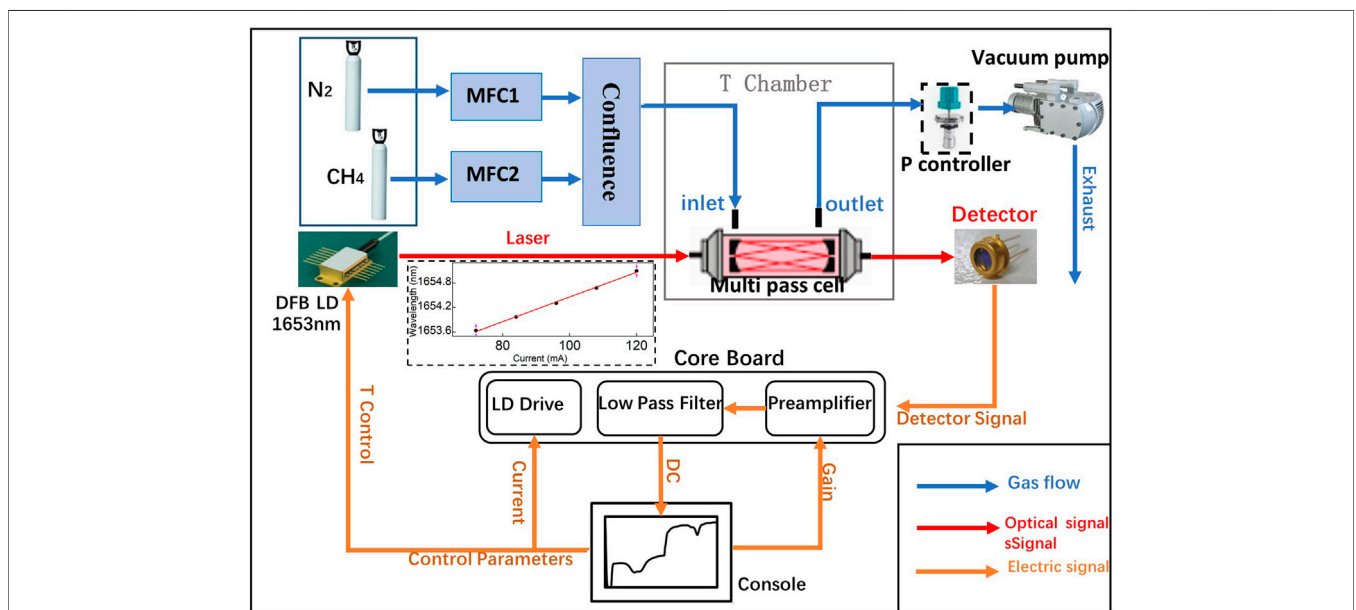 N2
MFC1
CH4
MFC2
Confluence
T Chamber
Vacuum pump
P controller
Exhaust
inlet
outlet
Detector
Laser
Multi pass cell
DFB LD
1653nm
Wavelength (nm)
1654.8
1654.2
1653.6
80
100
120
Current (mA)
Core Board
LD Drive
Low Pass Filter
Preamplifier
Detector Signal
T Control
Current
DC
Gain
Control Parameters
Console
Gas flow
Optical signal
sSignal
Electric signal